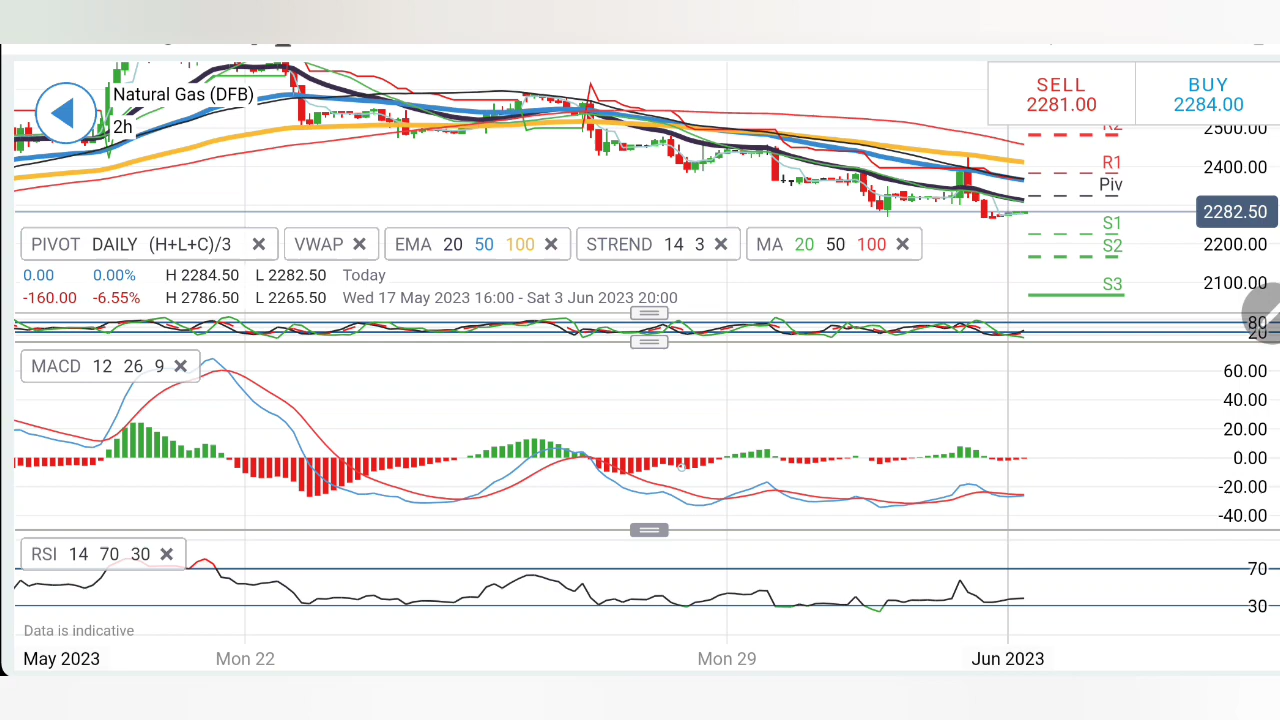 Natural Gas (DFB)
2h
SELL
2281.00
BUY
2284.00
2500.00
R1
2400.00
Piv
2282.50
S1
2200.00
S2
2100.00
S3
PIVOT DAILY (H+L+C)/3
VWAP
EMA 20 50 100
STREND 14 3
MA 20 50 100
0.00 0.00% H 2284.50 L 2282.50 Today
-160.00 -6.55% H 2786.50 L 2265.50 Wed 17 May 2023 16:00 - Sat 3 Jun 2023 20:00
80
20
MACD 12 26 9
60.00
40.00
20.00
0.00
-20.00
-40.00
RSI 14 70 30
70
30
Data is indicative
May 2023 Mon 22 Mon 29 Jun 2023